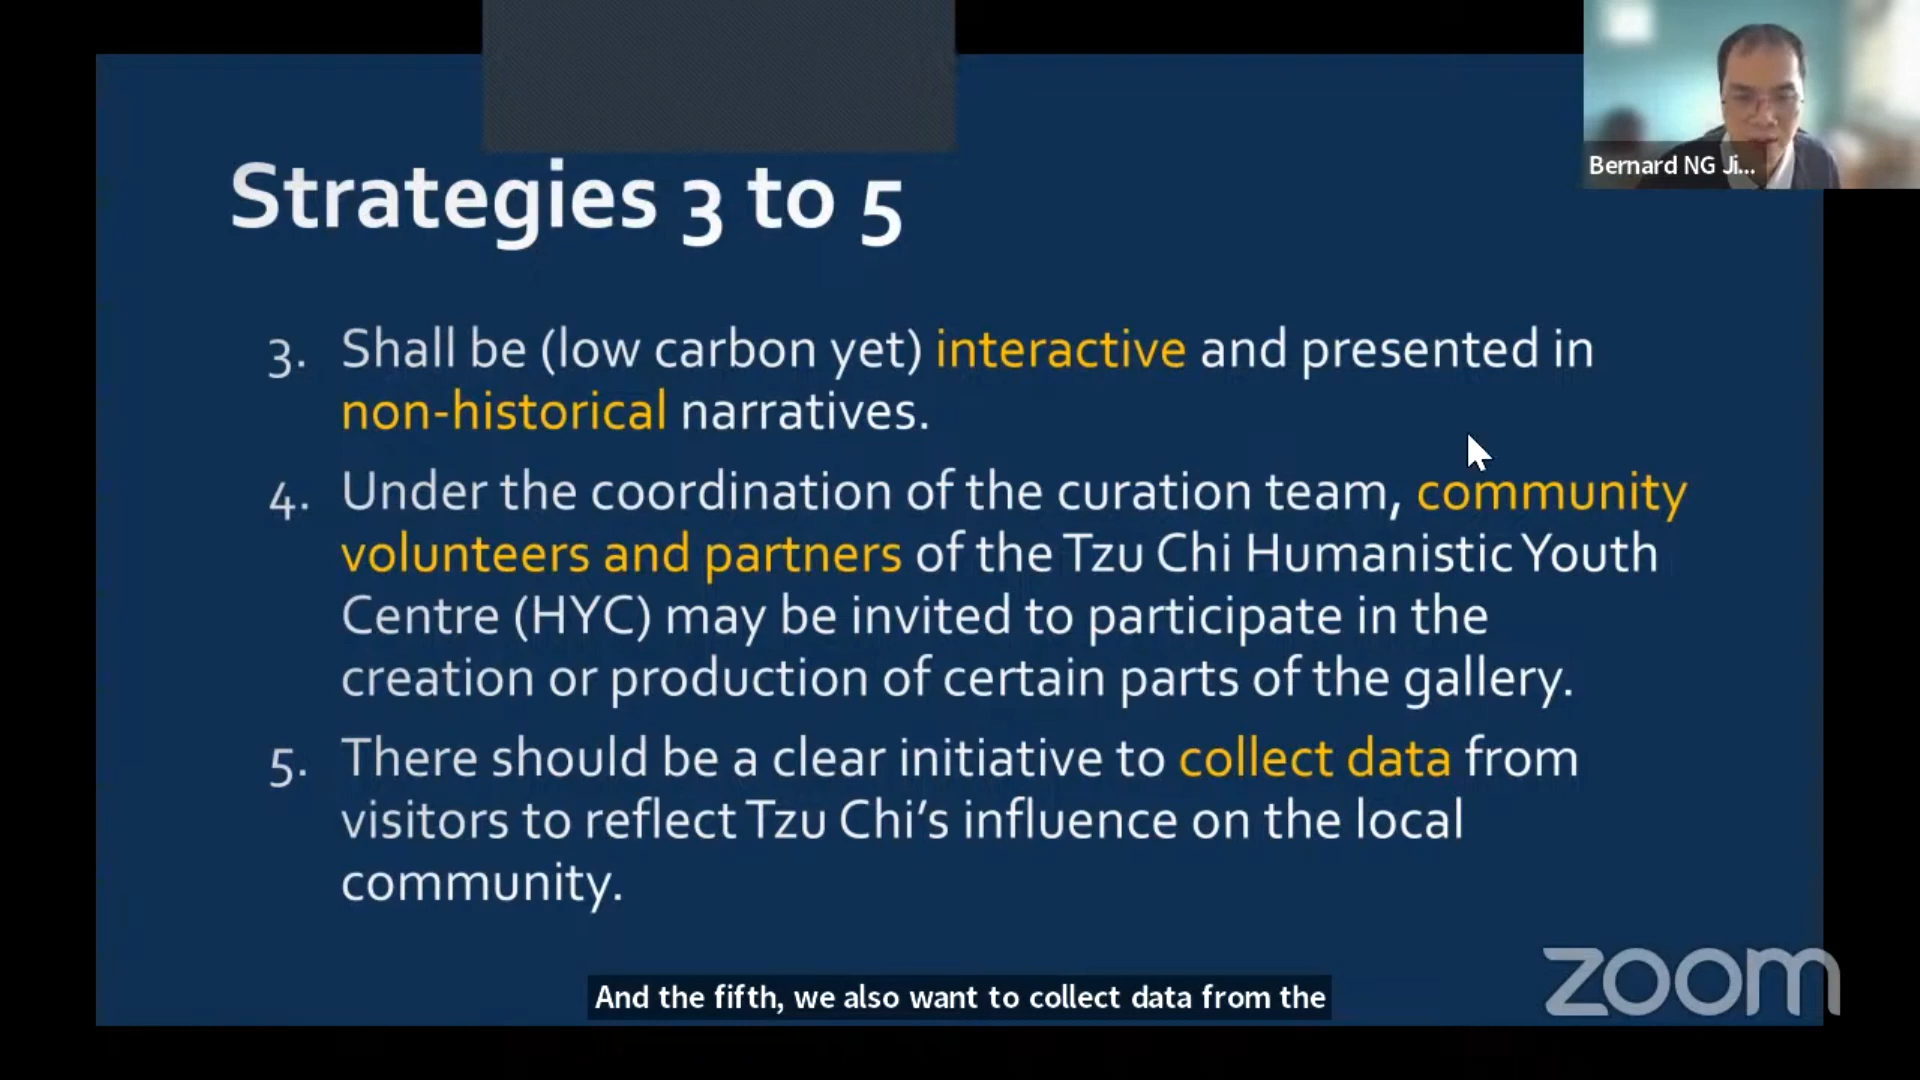 Bernard NG Ji...
Strategies 3 to 5
3. Shall be (low carbon yet) interactive and presented in
non-historical narratives.
4. Under the coordination of the curation team, community
volunteers and partners of the Tzu Chi Humanistic Youth
Centre (HYC) may be invited to participate in the
creation or production of certain parts of the gallery.
5. There should be a clear initiative to collect data from
visitors to reflect Tzu Chi’s influence on the local
community.
zoom
And the fifth, we also want to collect data from the